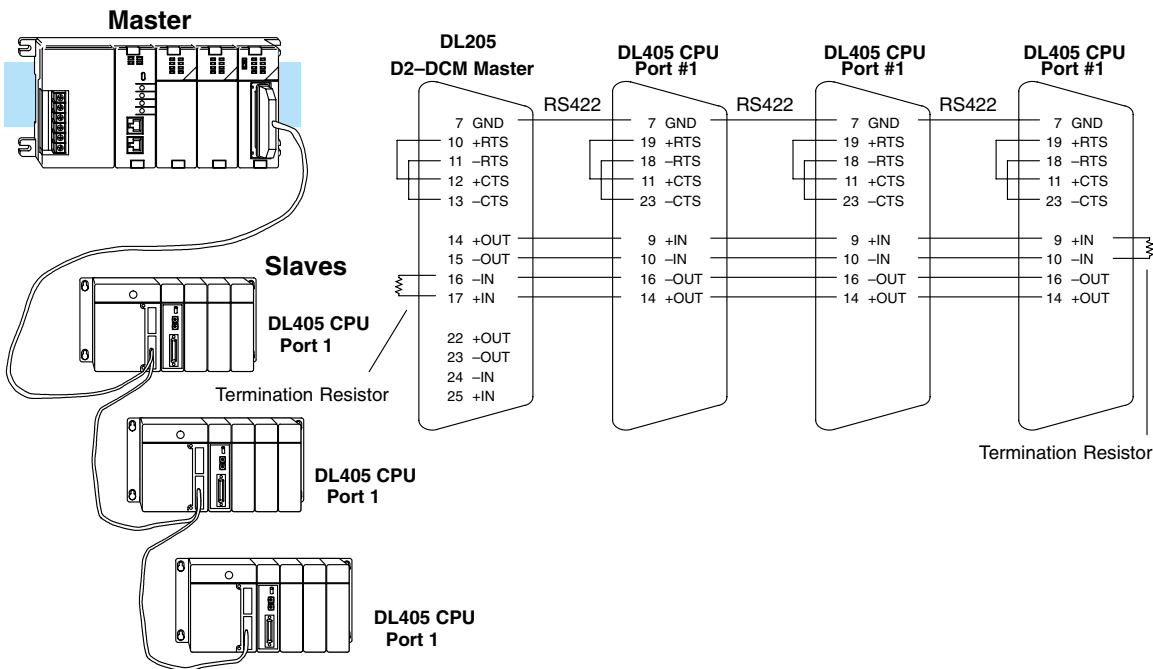 Master
Slaves
DL405 CPU
Port 1
DL405 CPU
Port 1
DL405 CPU
Port 1
DL205
D2–DCM Master
7 GND
10 +RTS
11 –RTS
12 +CTS
13 –CTS
14 +OUT
15 –OUT
16 –IN
17 +IN
22 +OUT
23 –OUT
24 –IN
25 +IN
Termination Resistor
RS422
DL405 CPU
Port #1
7 GND
19 +RTS
18 –RTS
11 +CTS
23 –CTS
9 +IN
10 –IN
16 –OUT
14 +OUT
RS422
DL405 CPU
Port #1
7 GND
19 +RTS
18 –RTS
11 +CTS
23 –CTS
9 +IN
10 –IN
16 –OUT
14 +OUT
RS422
DL405 CPU
Port #1
7 GND
19 +RTS
18 –RTS
11 +CTS
23 –CTS
9 +IN
10 –IN
16 –OUT
14 +OUT
Termination Resistor